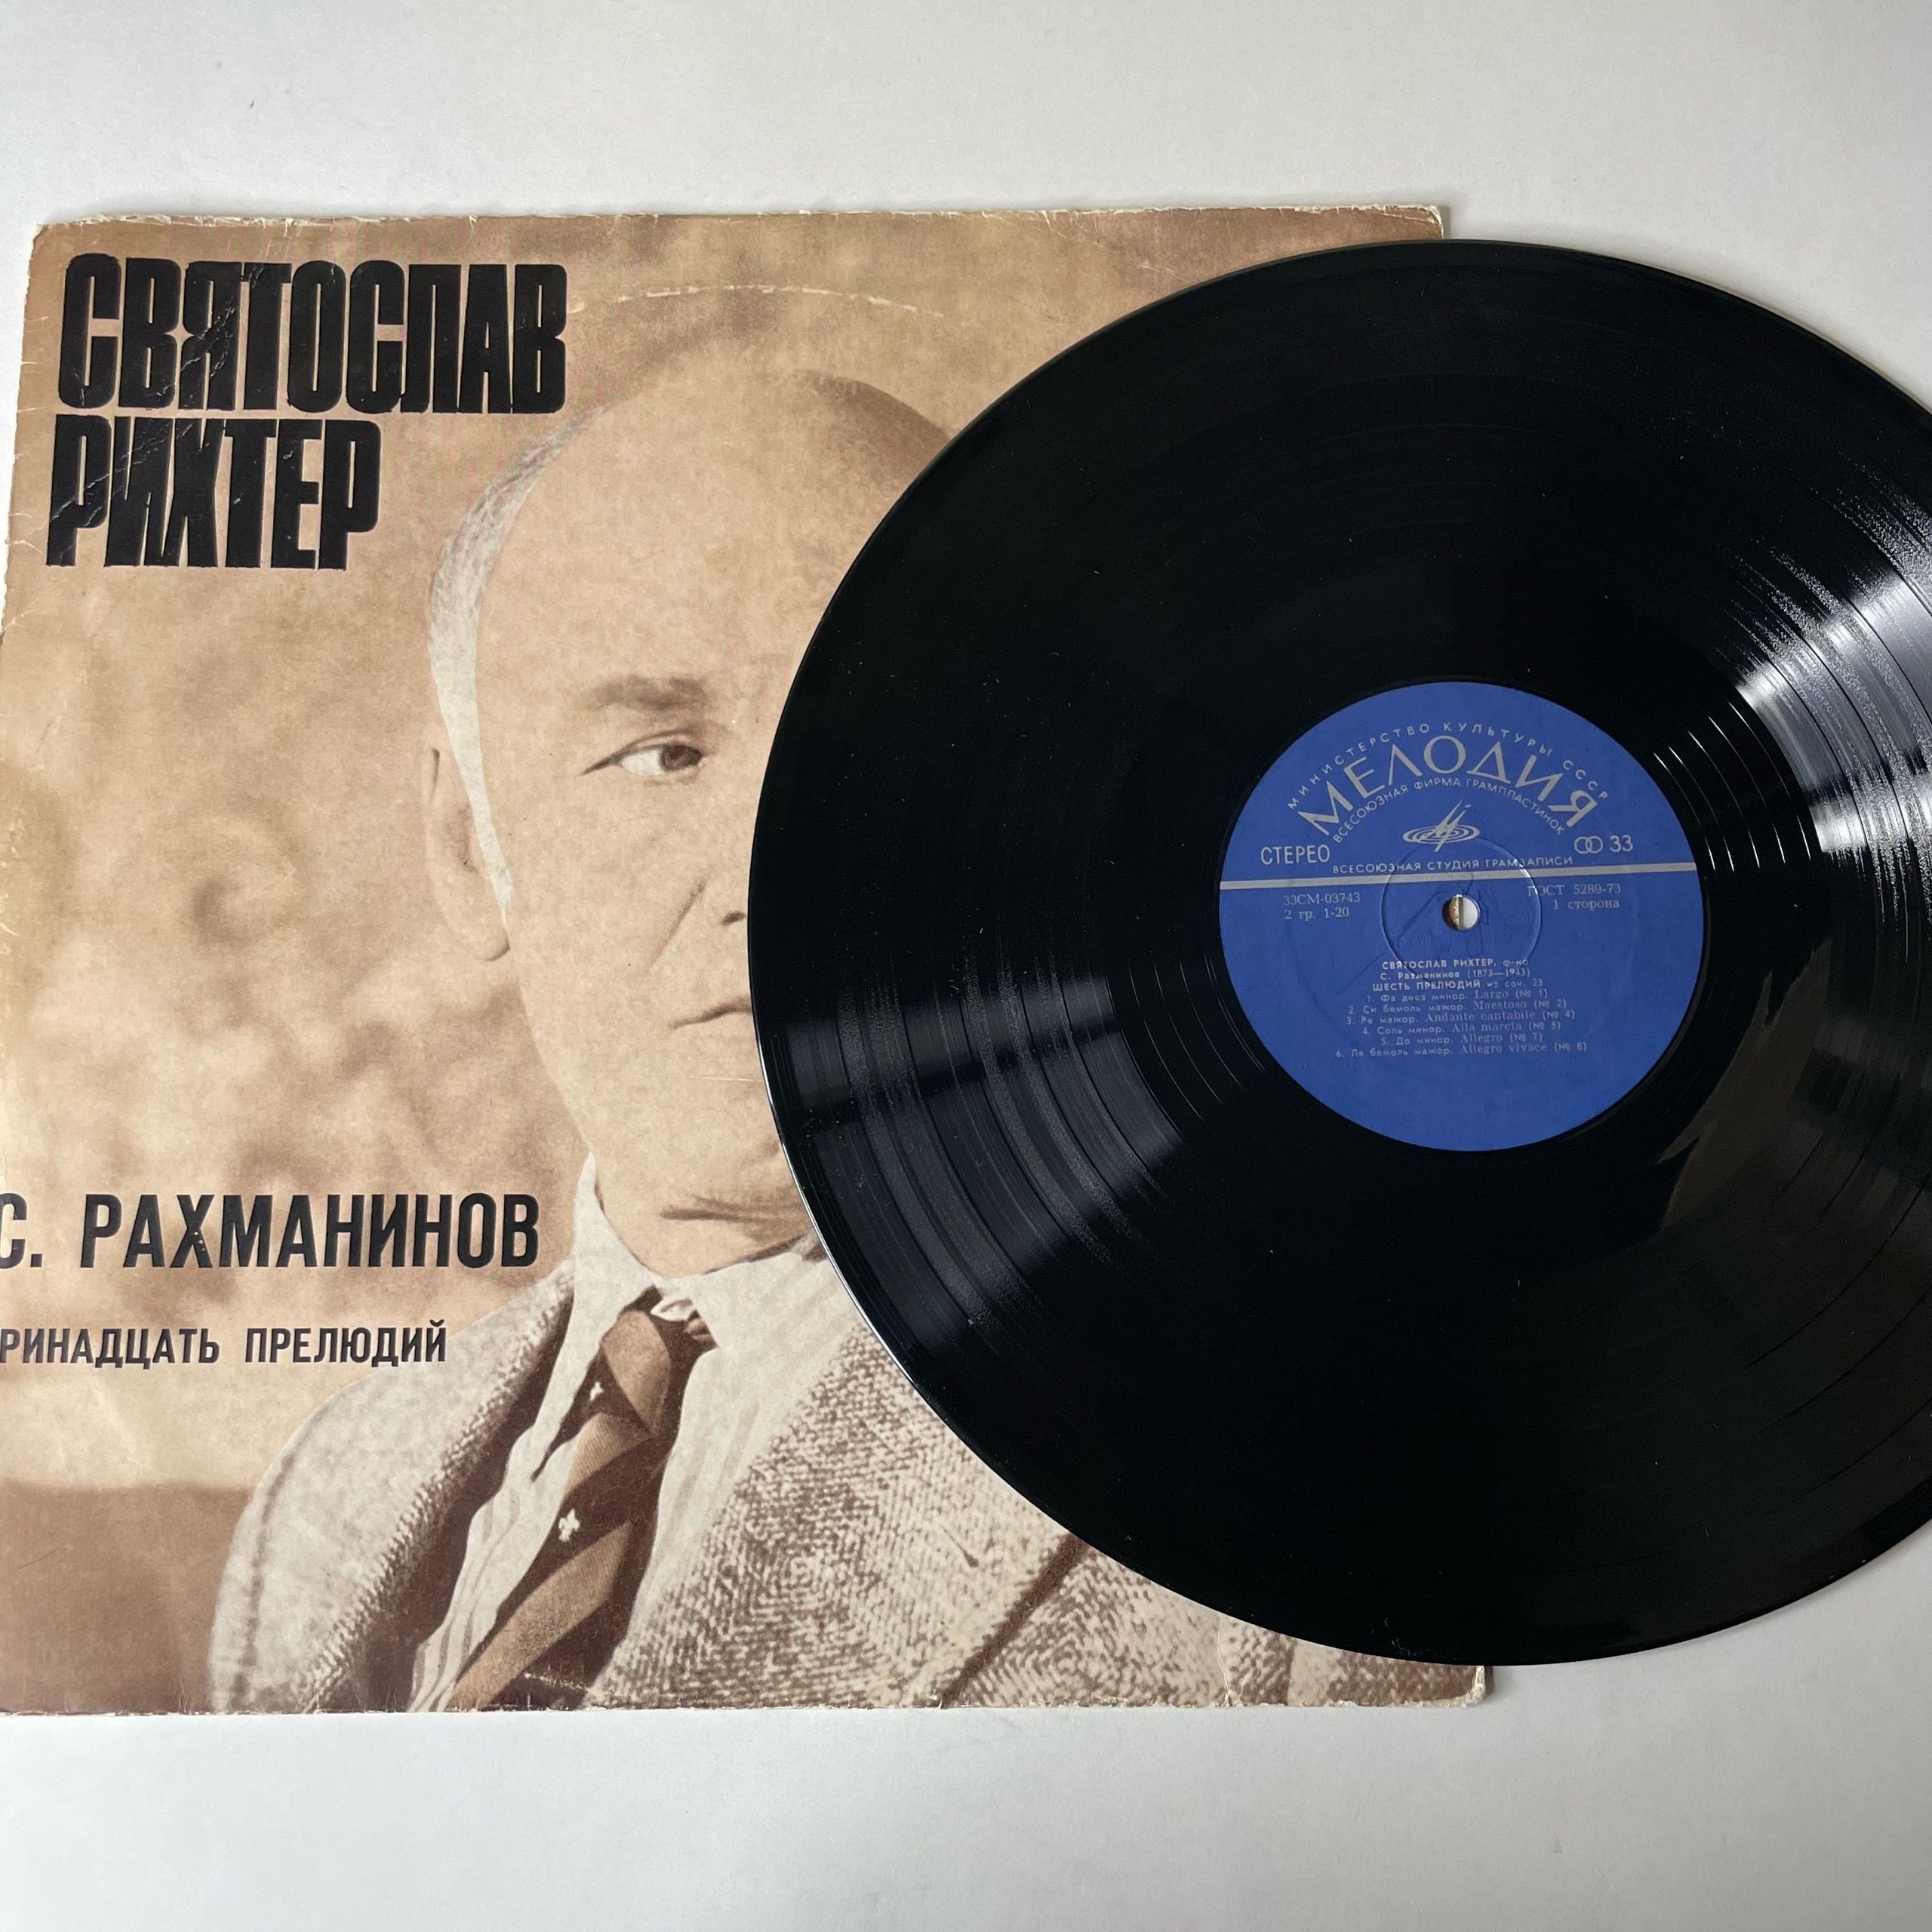 СВЯТОСЛАВ
РИХТЕР
С. РАХМАНИНОВ
РИНАДЦАТЬ ПРЕЛЮДИЙ
МИНИСТЕРСТВО КУЛЬТУРЫ СССР
МЕЛОДИЯ
ВСЕСОЮЗНАЯ ФИРМА ГРАМПЛАСТИНОК
СТЕРЕО 33
ВСЕСОЮЗНАЯ СТУДИЯ ГРАМЗАПИСИ
33СМ-03743 ГОСТ 5289-73
2 гр. 1-20 1 сторона
СВЯТОСЛАВ РИХТЕР, ф-но
С. Рахманинов (1873—1943)
ШЕСТЬ ПРЕЛЮДИЙ из соч. 23
1. Фа диез минор. Largo (№ 1)
2. Си бемоль мажор. Maestoso (№ 2)
3. Ре мажор. Andante cantabile (№ 4)
4. Соль минор. Alla marcia (№ 5)
5. До минор. Allegro (№ 7)
6. Ля бемоль мажор. Allegro vivace (№ 8)